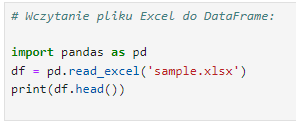 # Wczytanie pliku Excel do DataFrame:
import pandas as pd
df = pd.read_excel('sample.xlsx')
print(df.head())